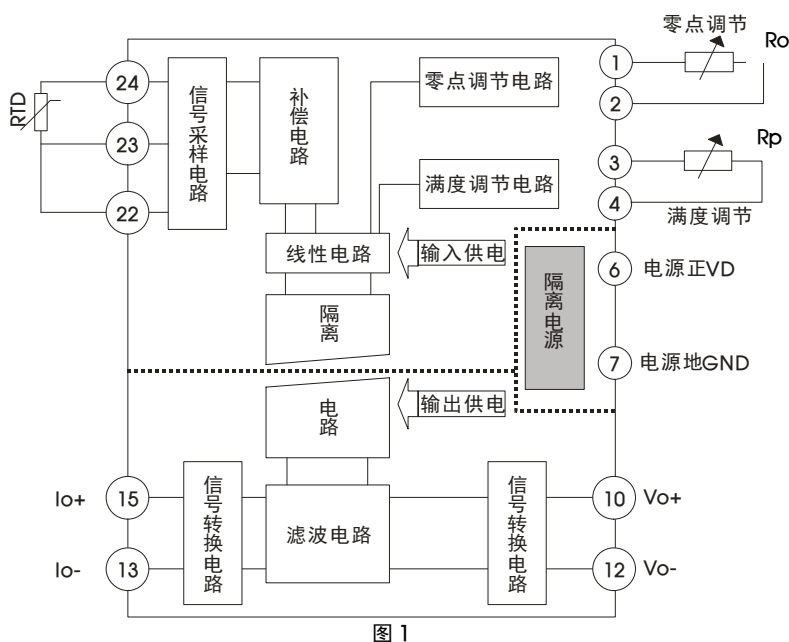 零点调节
Ro
1
2
24
RTD
23
22
信号采样电路
补偿电路
零点调节电路
Rp
3
4
满度调节
满度调节电路
线性电路
输入供电
隔离电源
6
电源正VD
隔离
7
电源地GND
电路
输出供电
Io+
15
信号转换电路
滤波电路
信号转换电路
10
Vo+
Io-
13
12
Vo-
图1